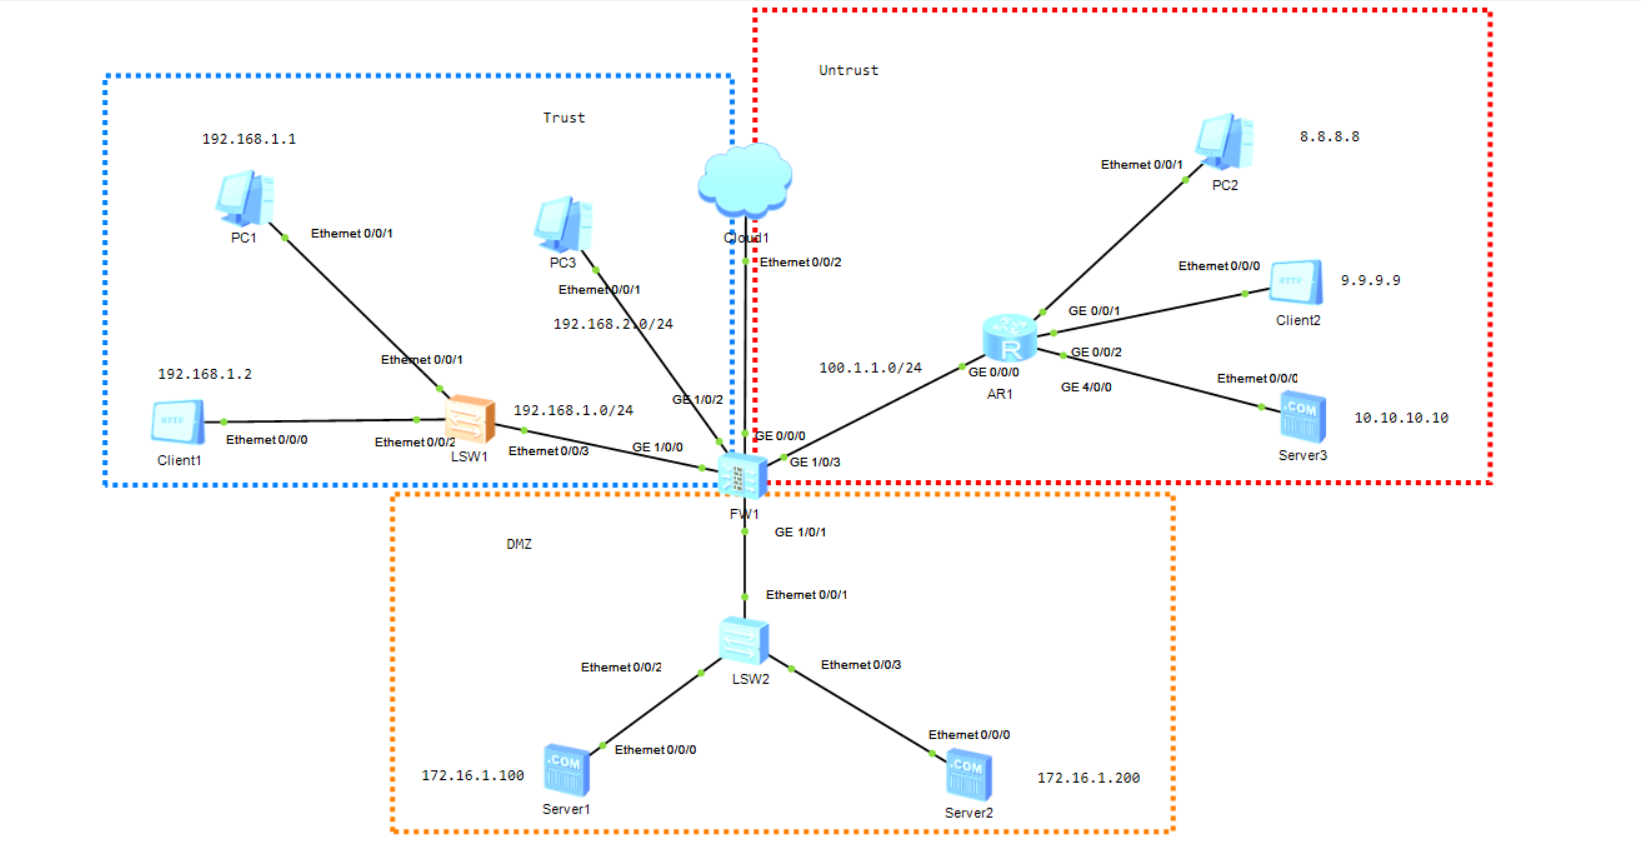 Untrust
Trust
192.168.1.1
PC1
Ethernet 0/0/1
PC3
Ethernet 0/0/1
192.168.2.0/24
Cloud1
Ethernet 0/0/2
Ethernet 0/0/1
PC2
8.8.8.8
Ethernet 0/0/0
HTTP
9.9.9.9
Client2
GE 0/0/1
R
GE 0/0/2
GE 0/0/0
AR1
GE 4/0/0
100.1.1.0/24
Ethernet 0/0/0
.COM
10.10.10.10
Server3
Ethernet 0/0/1
192.168.1.2
HTTP
Ethernet 0/0/0
Client1
Ethernet 0/0/2
LSW1
192.168.1.0/24
Ethernet 0/0/3
GE 1/0/0
GE 1/0/2
GE 0/0/0
GE 1/0/3
FW1
GE 1/0/1
DMZ
Ethernet 0/0/1
LSW2
Ethernet 0/0/2
Ethernet 0/0/3
Ethernet 0/0/0
172.16.1.100
.COM
Server1
Ethernet 0/0/0
.COM
172.16.1.200
Server2